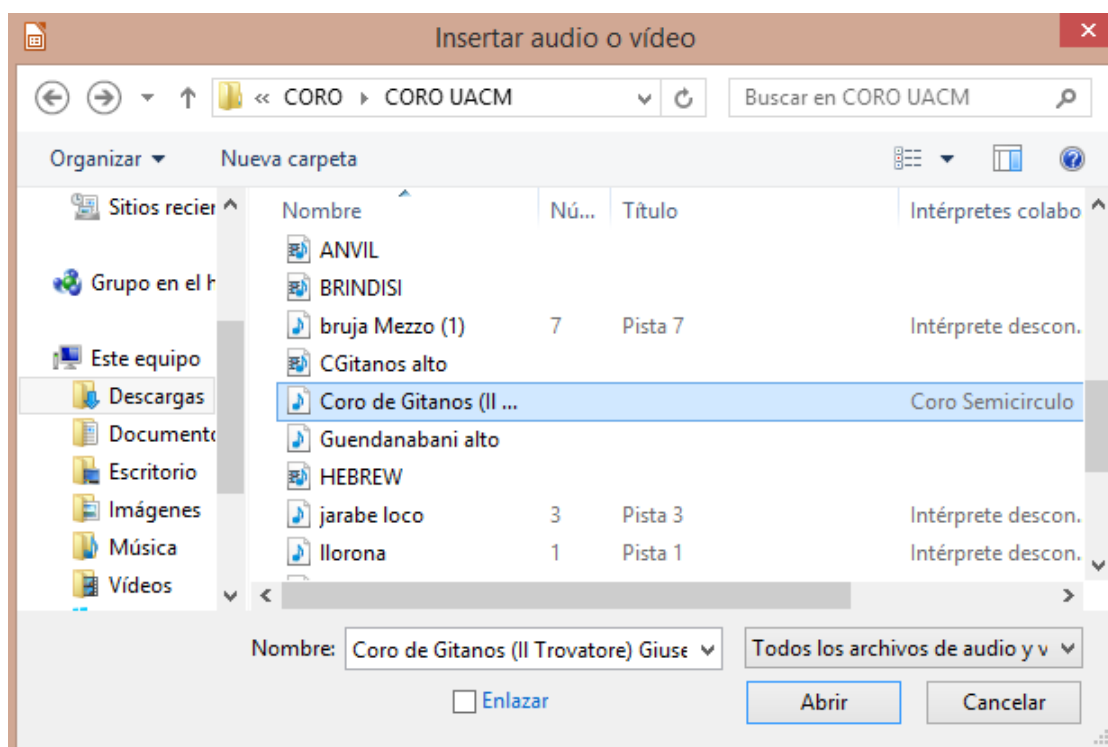 Insertar audio o vídeo
« CORO CORO UACM Buscar en CORO UACM
Organizar Nueva carpeta
Sitios recier
Grupo en el h
Este equipo
Descargas
Documento
Escritorio
Imágenes
Música
Vídeos
Nombre Nú... Título Intérpretes colabo
ANVIL
BRINDISI
bruja Mezzo (1) 7 Pista 7 Intérprete descon.
CGitanos alto
Coro de Gitanos (Il ... Coro Semicirculo
Guendanabani alto
HEBREW
jarabe loco 3 Pista 3 Intérprete descon.
llorona 1 Pista 1 Intérprete descon.
Nombre: Coro de Gitanos (Il Trovatore) Giuse Todos los archivos de audio y v
Enlazar Abrir Cancelar